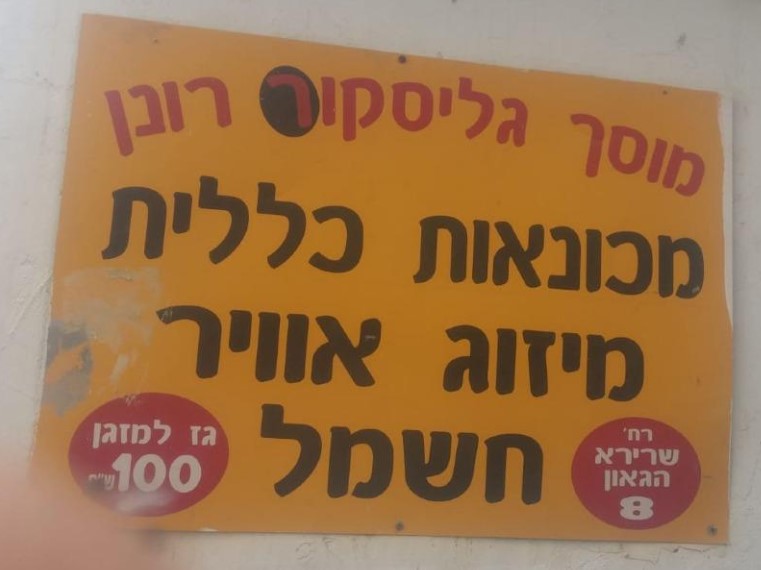 מוסך גליסקור רונן
מכונאות כללית
מיזוג אוויר
חשמל
רח' שרירא
הגאון
8
גז למזגן
100 ש"ח